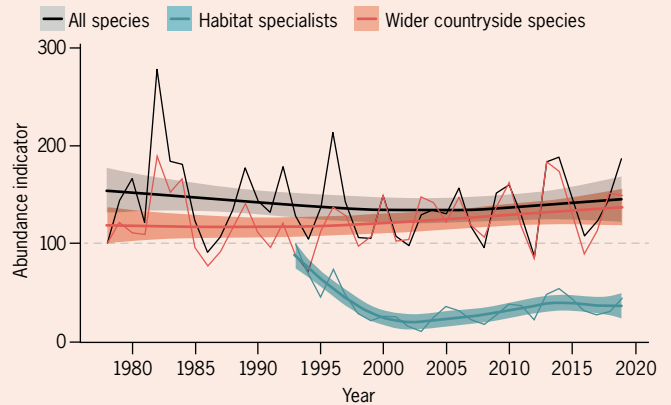 All species Habitat specialists Wider countryside species
300
200
100
0
Abundance indicator
1980 1985 1990 1995 2000 2005 2010 2015 2020
Year